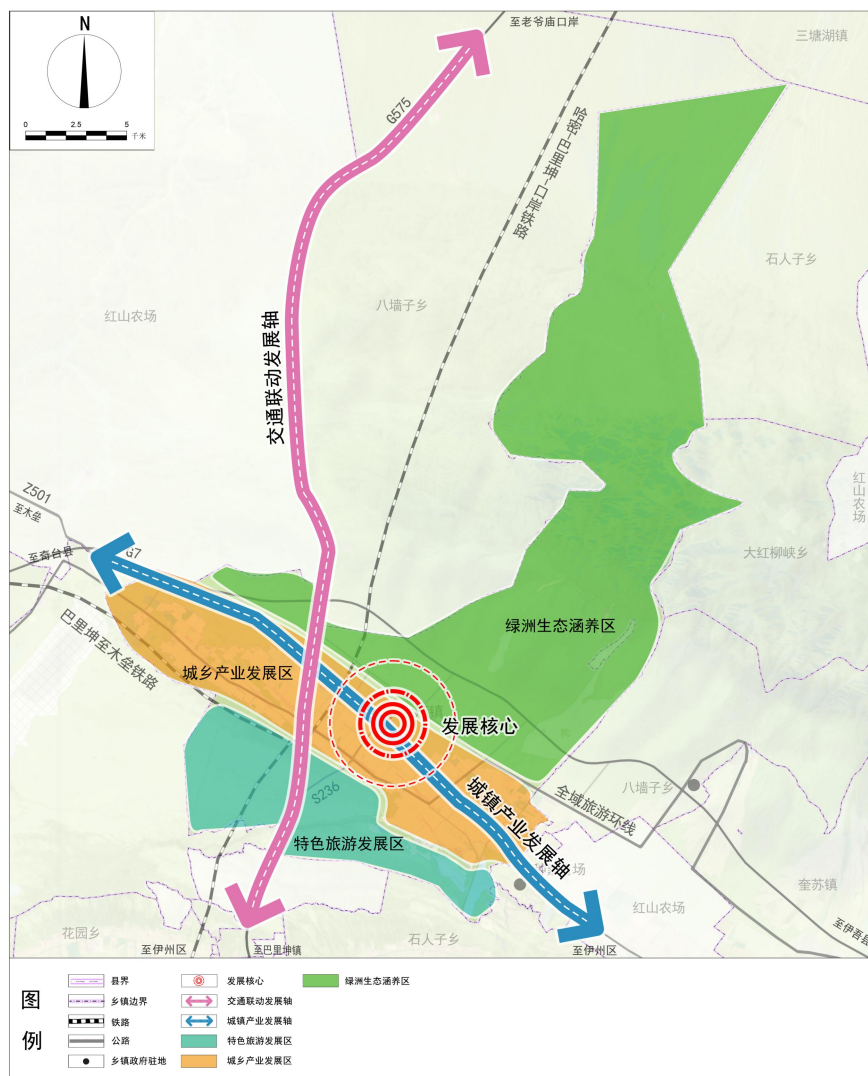 N
0 2.5 5
千米
至老爷庙口岸
三塘湖镇
G575
哈密-巴里坤-口岸铁路
石人子乡
红山农场
八墙子乡
交通联动发展轴
Z501
至木垒
红山农场
至奇台县
G7
大红柳峡乡
巴里坤至木垒铁路
绿洲生态涵养区
城乡产业发展区
镇
发展核心
S236
八墙子乡
全域旅游环线
城镇产业发展轴
特色旅游发展区
场
奎苏镇
红山农场
花园乡
石人子乡
至伊吾县
至伊州区
至巴里坤镇
至伊州区
图例
县界
发展核心
绿洲生态涵养区
乡镇边界
交通联动发展轴
铁路
城镇产业发展轴
公路
特色旅游发展区
乡镇政府驻地
城乡产业发展区